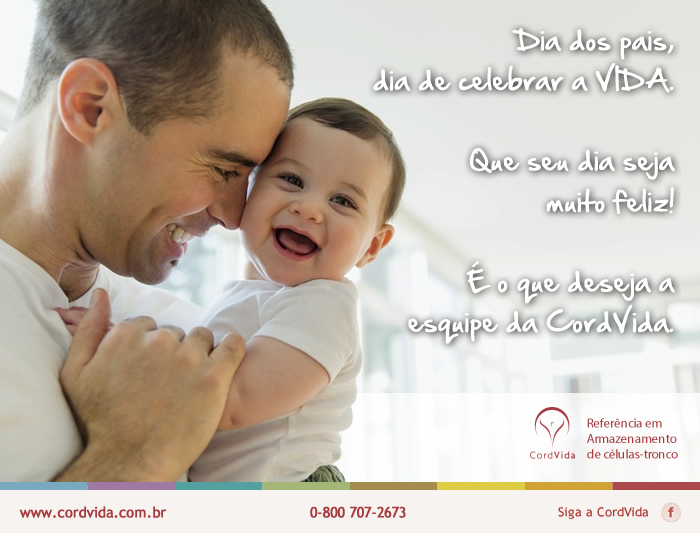 Dia dos pais,
dia de celebrar a VIDA.
Que seu dia seja
muito feliz!
É o que deseja a
esquipe da CordVida.
CordVida
Referência em
Armazenamento
de células-tronco
www.cordvida.com.br
0-800 707-2673
Siga a CordVida
f